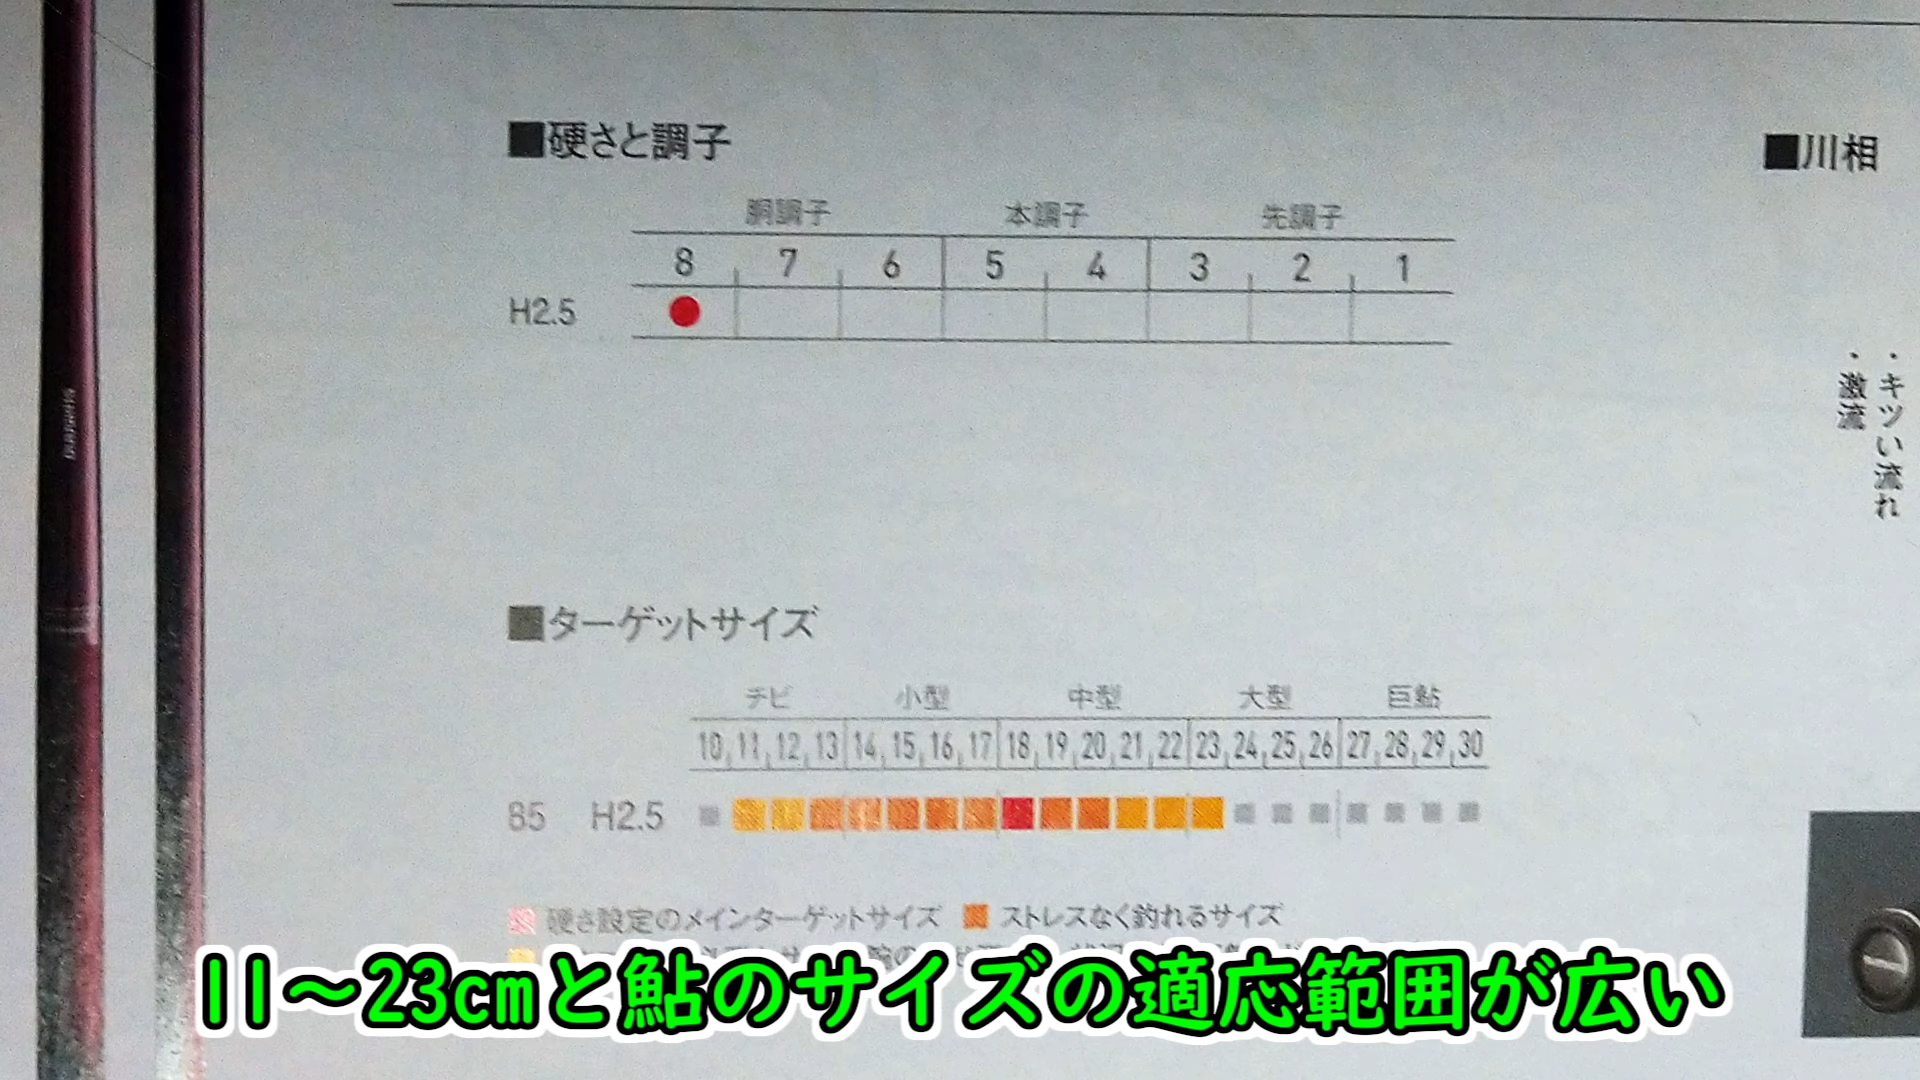 ■硬さと調子
胴調子 本調子 先調子
8 7 6 5 4 3 2 1
H2.5
■川相
・キツい流れ
・激流
■ターゲットサイズ
チビ 小型 中型 大型 巨鮎
10 11 12 13 14 15 16 17 18 19 20 21 22 23 24 25 26 27 28 29 30
85 H2.5
硬さ設定のメインターゲットサイズ ストレスなく釣れるサイズ
11～23cmと鮎のサイズの適応範囲が広い